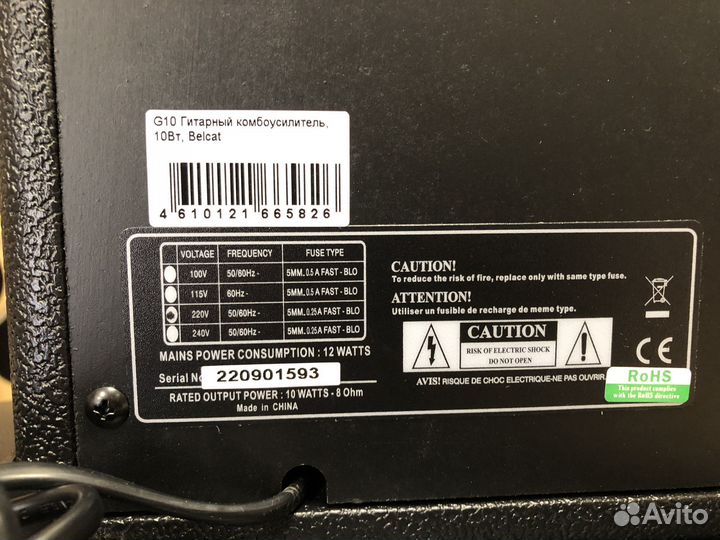 G10 Гитарный комбоусилитель,
10Вт, Belcat
4 610121 665826
VOLTAGE FREQUENCY FUSE TYPE
100V 50/60Hz~ 5MM..0.5 A FAST - BLO
115V 60Hz~ 5MM..0.5 A FAST - BLO
220V 50/60Hz~ 5MM..0.25 A FAST - BLO
240V 50/60Hz~ 5MM..0.25A FAST - BLO
MAINS POWER CONSUMPTION : 12 WATTS
Serial No
220901593
RATED OUTPUT POWER : 10 WATTS - 8 Ohm
Made in CHINA
CAUTION!
To reduce the risk of fire, replace only with same type fuse.
ATTENTION!
Utiliser un fusible de recharge de meme type.
CAUTION
RISK OF ELECTRIC SHOCK
DO NOT OPEN
AVIS! RISQUE DE CHOC ELECTRIQUE-NE PAS OUVRIR
CE
RoHS
This product complies
with the RoHS directive
Avito